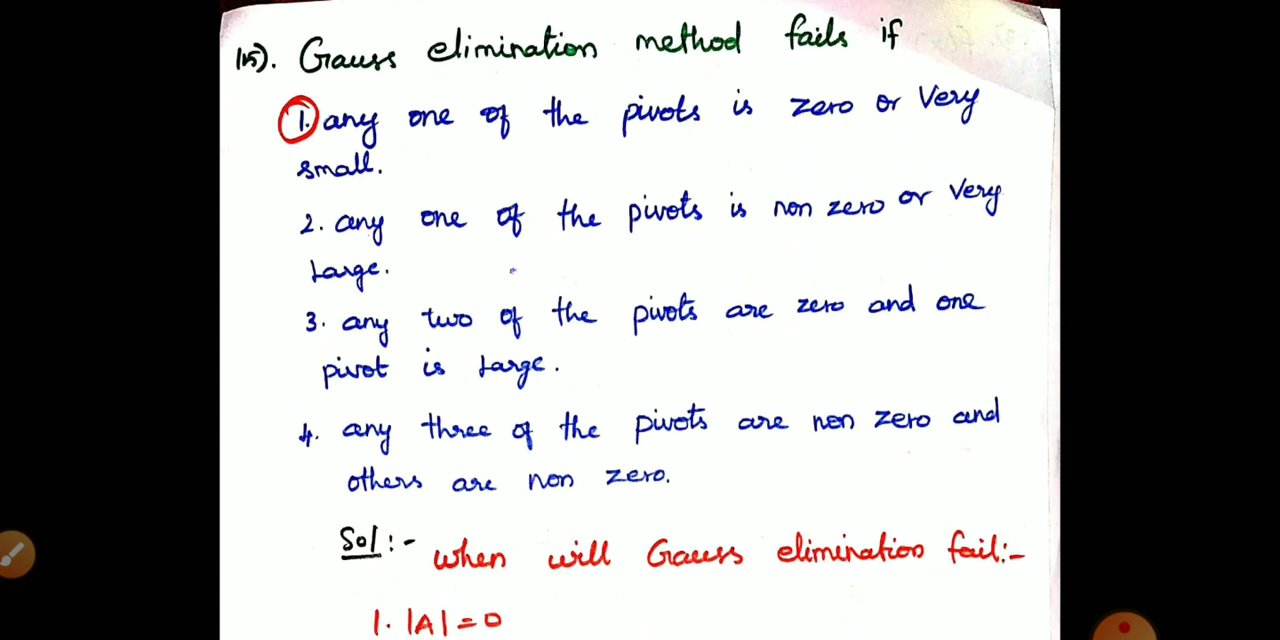 15). Gauss elimination method fails if
1. any one of the pivots is zero or very
small.
2. any one of the pivots is non zero or very
large.
3. any two of the pivots are zero and one
pivot is large.
4. any three of the pivots are non zero and
others are non zero.
Sol:-
when will Gauss elimination fail:-
1. |A| = 0